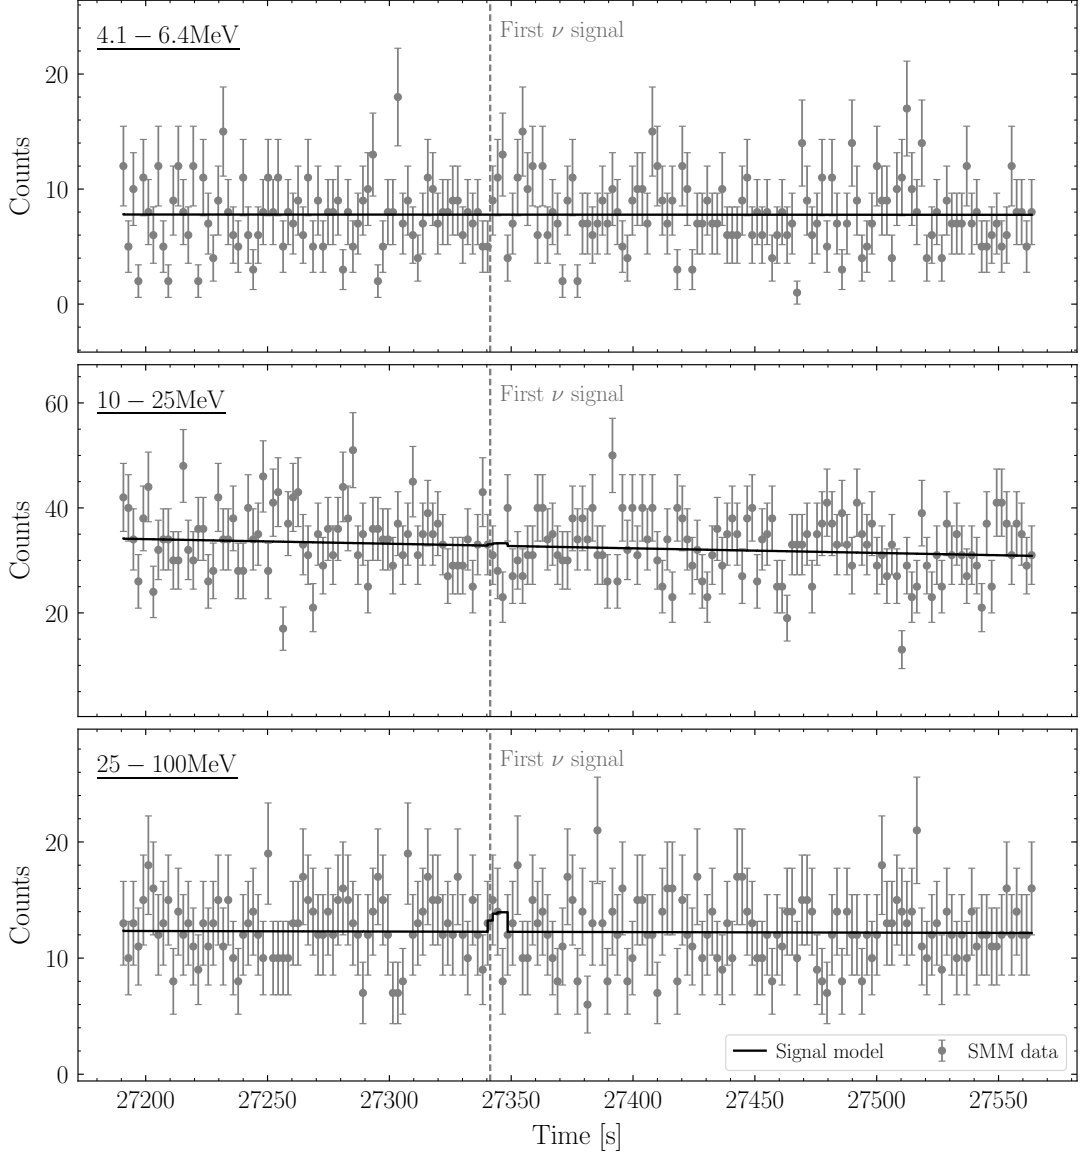 4.1 − 6.4MeV
First ν signal
20
10
0
Counts
10 − 25MeV
First ν signal
60
40
20
Counts
25 − 100MeV
First ν signal
20
10
0
Counts
Signal model SMM data
27200 27250 27300 27350 27400 27450 27500 27550
Time [s]